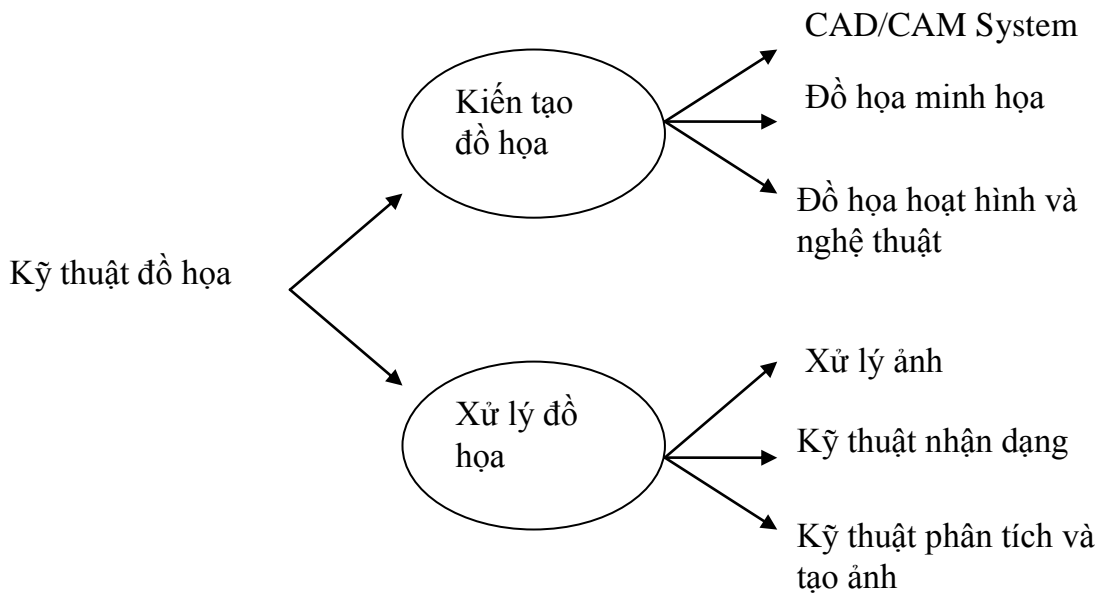 CAD/CAM System
Kiến tạo
đồ họa
Đồ họa minh họa
Đồ họa hoạt hình và
nghệ thuật
Kỹ thuật đồ họa
Xử lý đồ
họa
Xử lý ảnh
Kỹ thuật nhận dạng
Kỹ thuật phân tích và
tạo ảnh